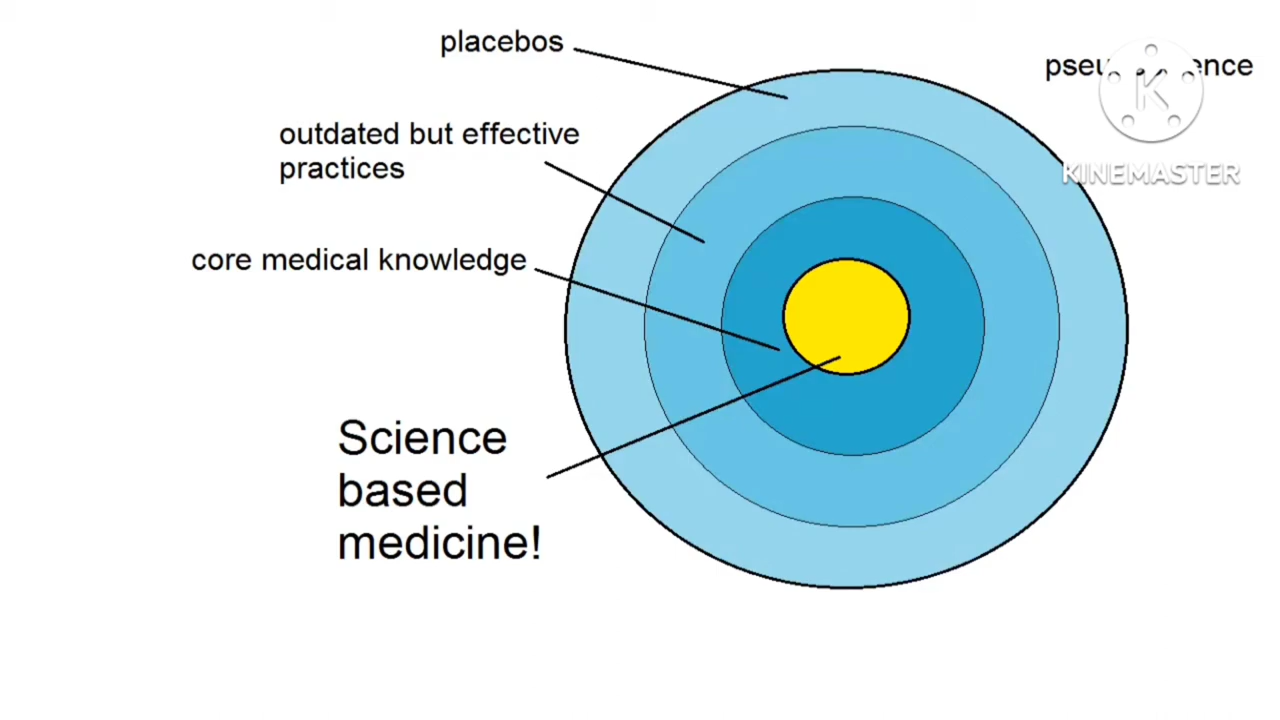 placebos
outdated but effective
practices
core medical knowledge
Science
based
medicine!
KINEMASTER